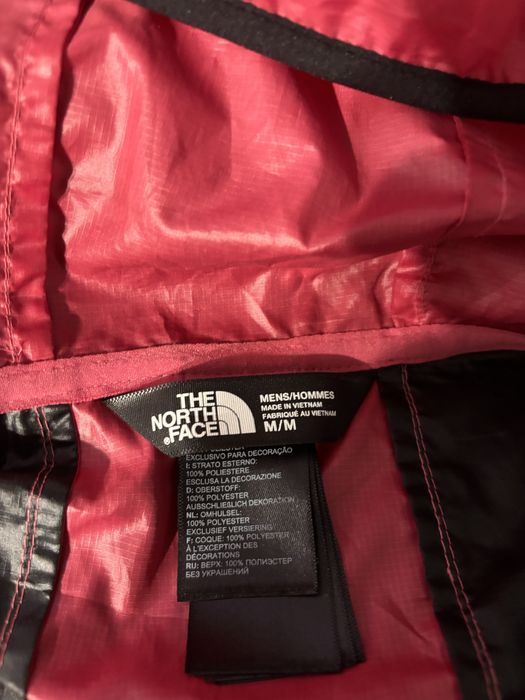 THE
NORTH
FACE
MENS/HOMMES
MADE IN VIETNAM
FABRIQUÉ AU VIETNAM
M/M
POLIESTER
EXCLUSIVO PARA DECORAÇÃO
I: STRATO ESTERNO:
100% POLIESTERE
ESCLUSA LA DECORAZIONE
D: OBERSTOFF:
100% POLYESTER
AUSSCHLIESSLICH DEKORATION
NL: OMHULSEL:
100% POLYESTER
EXCLUSIEF VERSIERING
F: COQUE: 100% POLYESTER
À L'EXCEPTION DES
DÉCORATIONS
RU: ВЕРХ: 100% ПОЛИЭСТЕР
БЕЗ УКРАШЕНИЙ